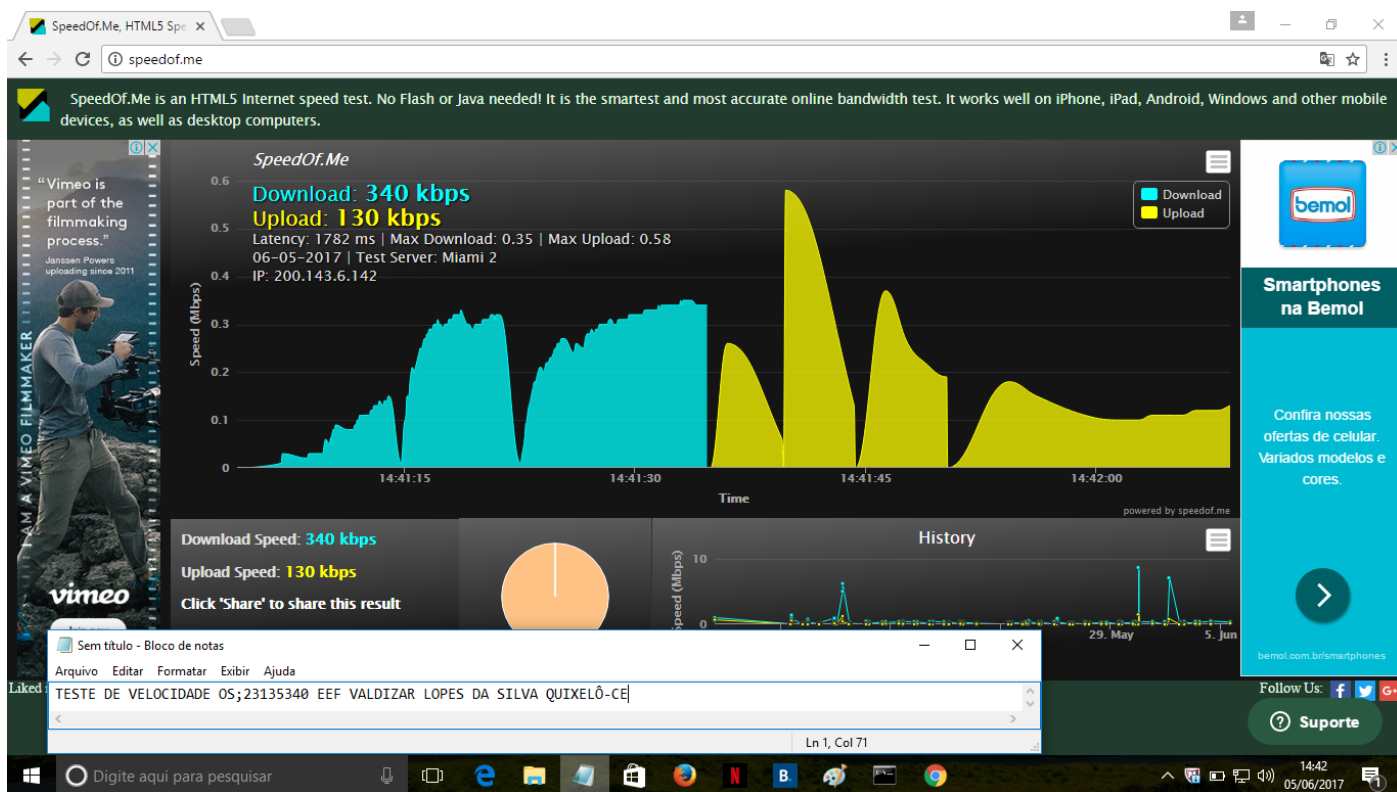 SpeedOf.Me, HTML5 Spe
speedof.me
SpeedOf.Me is an HTML5 Internet speed test. No Flash or Java needed! It is the smartest and most accurate online bandwidth test. It works well on iPhone, iPad, Android, Windows and other mobile
devices, as well as desktop computers.
“Vimeo is
part of the
filmmaking
process.”
Janssen Powers
uploading since 2011
I AM A VIMEO FILMMAKER
vimeo
SpeedOf.Me
Download: 340 kbps
Upload: 130 kbps
Latency: 1782 ms | Max Download: 0.35 | Max Upload: 0.58
06-05-2017 | Test Server: Miami 2
IP: 200.143.6.142
Download
Upload
Speed (Mbps)
0.6
0.5
0.4
0.3
0.2
0.1
0
14:41:15 14:41:30 14:41:45 14:42:00
Time
powered by speedof.me
bemol
Smartphones
na Bemol
Confira nossas
ofertas de celular.
Variados modelos e
cores.
bemol.com.br/smartphones
Download Speed: 340 kbps
Upload Speed: 130 kbps
Click 'Share' to share this result
History
Speed (Mbps)
10
0
29. May 5. Jun
Sem título - Bloco de notas
Arquivo Editar Formatar Exibir Ajuda
TESTE DE VELOCIDADE OS;23135340 EEF VALDIZAR LOPES DA SILVA QUIXELÔ-CE
Ln 1, Col 71
Liked
Follow Us: f G+
Suporte
Digite aqui para pesquisar
N
B.
14:42
05/06/2017
1